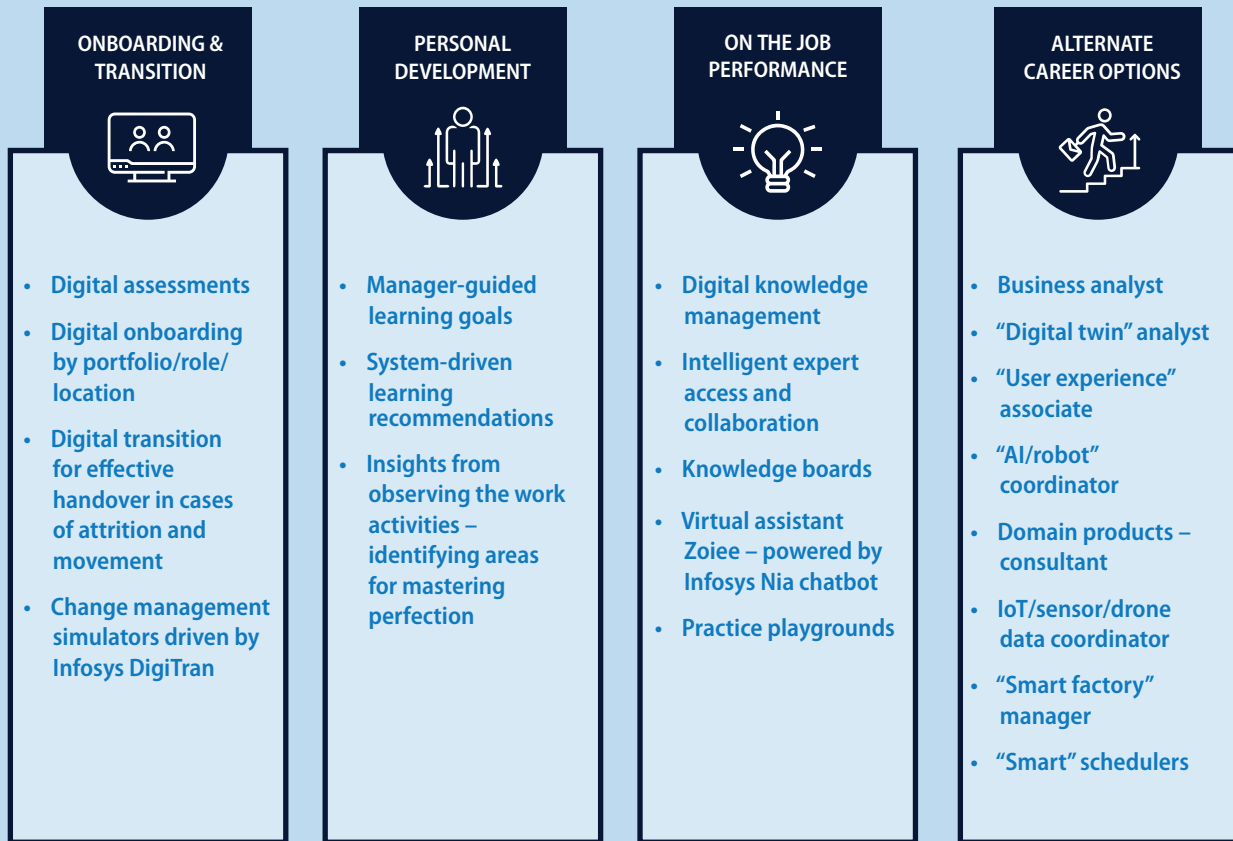 ONBOARDING &
TRANSITION
• Digital assessments
• Digital onboarding
by portfolio/role/
location
• Digital transition
for effective
handover in cases
of attrition and
movement
• Change management
simulators driven by
Infosys DigiTran
PERSONAL
DEVELOPMENT
• Manager-guided
learning goals
• System-driven
learning
recommendations
• Insights from
observing the work
activities –
identifying areas
for mastering
perfection
ON THE JOB
PERFORMANCE
• Digital knowledge
management
• Intelligent expert
access and
collaboration
• Knowledge boards
• Virtual assistant
Zoiee – powered by
Infosys Nia chatbot
• Practice playgrounds
ALTERNATE
CAREER OPTIONS
• Business analyst
• “Digital twin” analyst
• “User experience”
associate
• “AI/robot”
coordinator
• Domain products –
consultant
• IoT/sensor/drone
data coordinator
• “Smart factory”
manager
• “Smart” schedulers